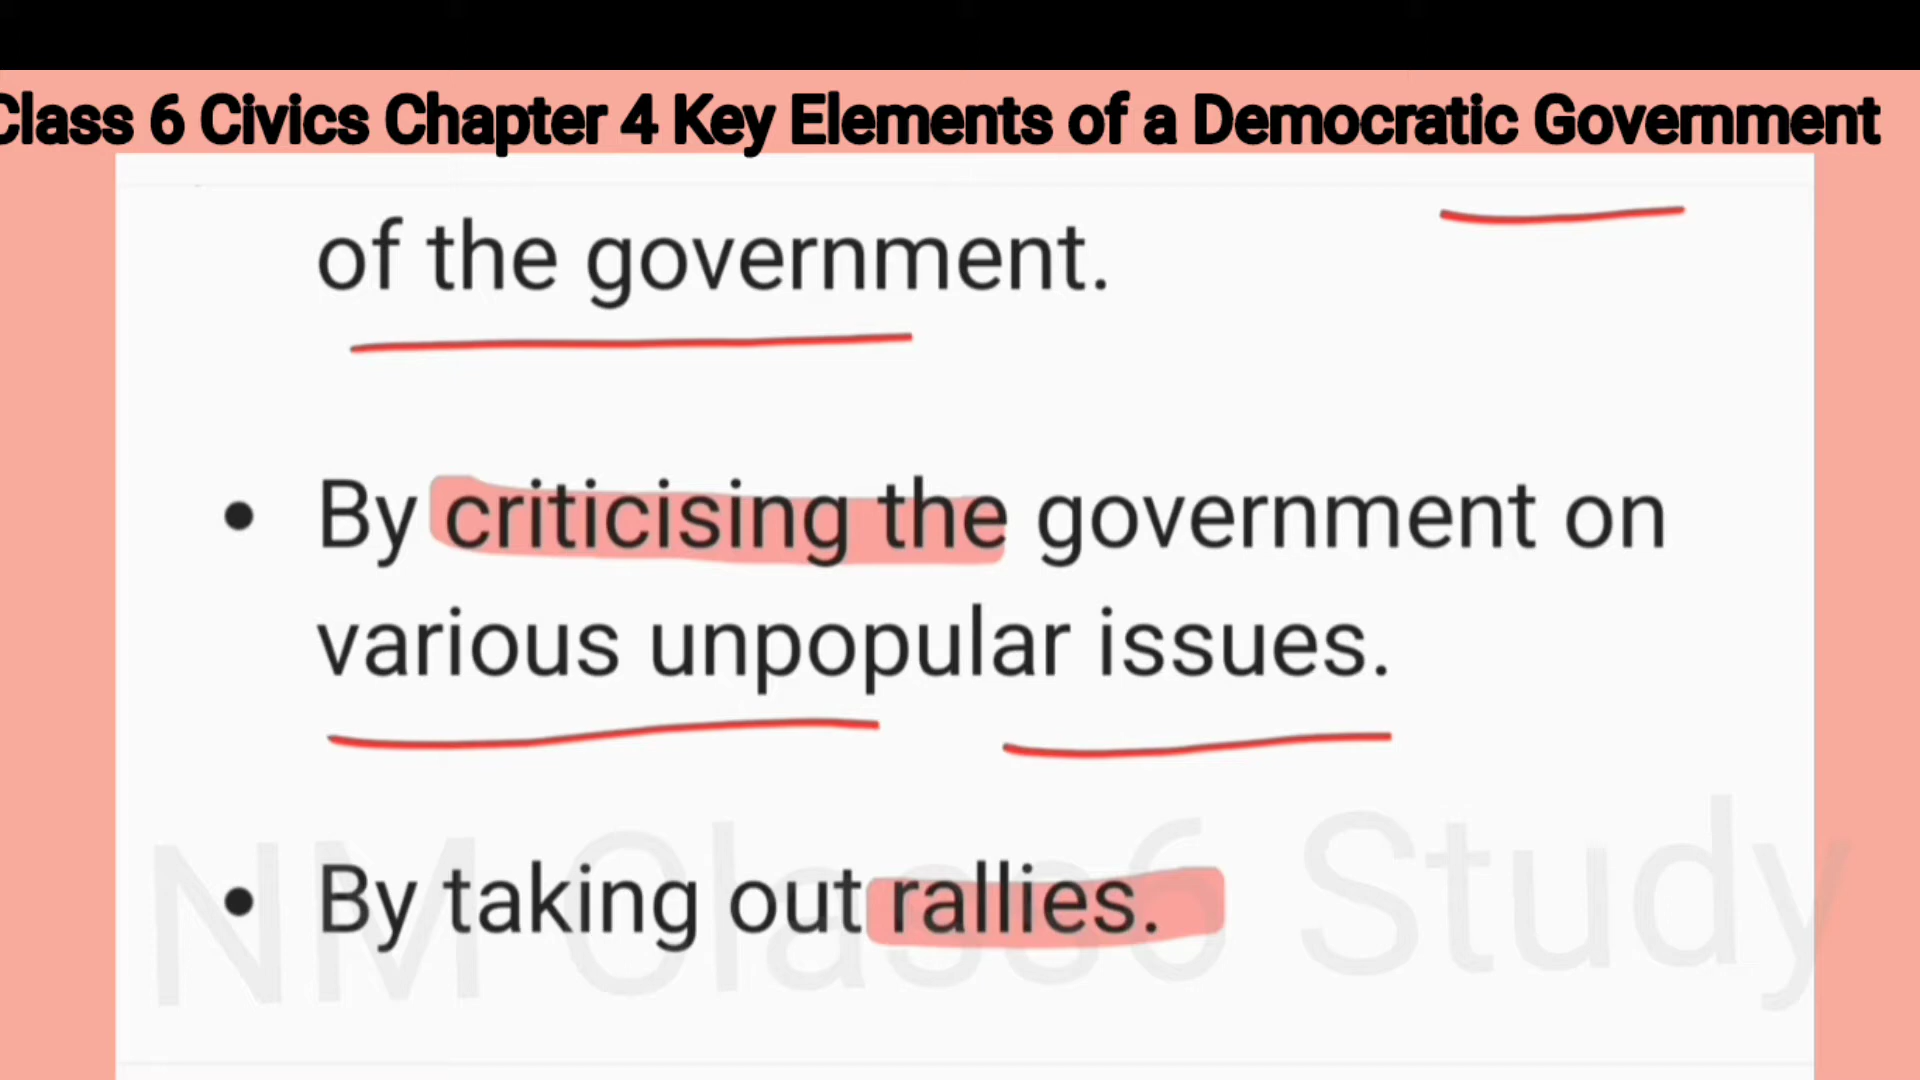 Class 6 Civics Chapter 4 Key Elements of a Democratic Government
of the government.
• By criticising the government on
various unpopular issues.
NM Class6 Study
• By taking out rallies.